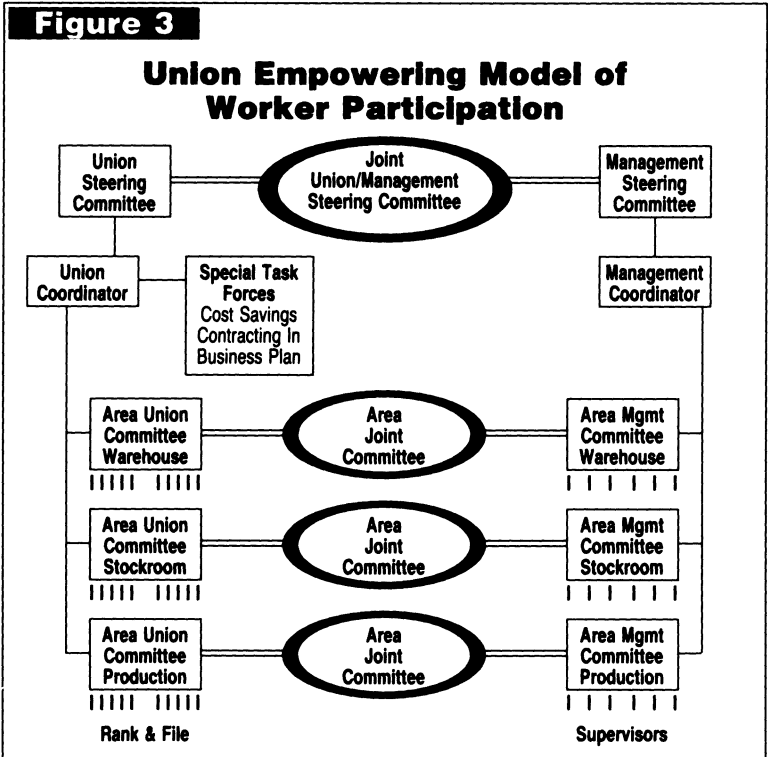 Figure 3
Union Empowering Model of
Worker Participation
Union
Steering
Committee
Joint
Union/Management
Steering Committee
Management
Steering
Committee
Union
Coordinator
Special Task
Forces
Cost Savings
Contracting In
Business Plan
Management
Coordinator
Area Union
Committee
Warehouse
Area
Joint
Committee
Area Mgmt
Committee
Warehouse
Area Union
Committee
Stockroom
Area
Joint
Committee
Area Mgmt
Committee
Stockroom
Area Union
Committee
Production
Area
Joint
Committee
Area Mgmt
Committee
Production
Rank & File
Supervisors